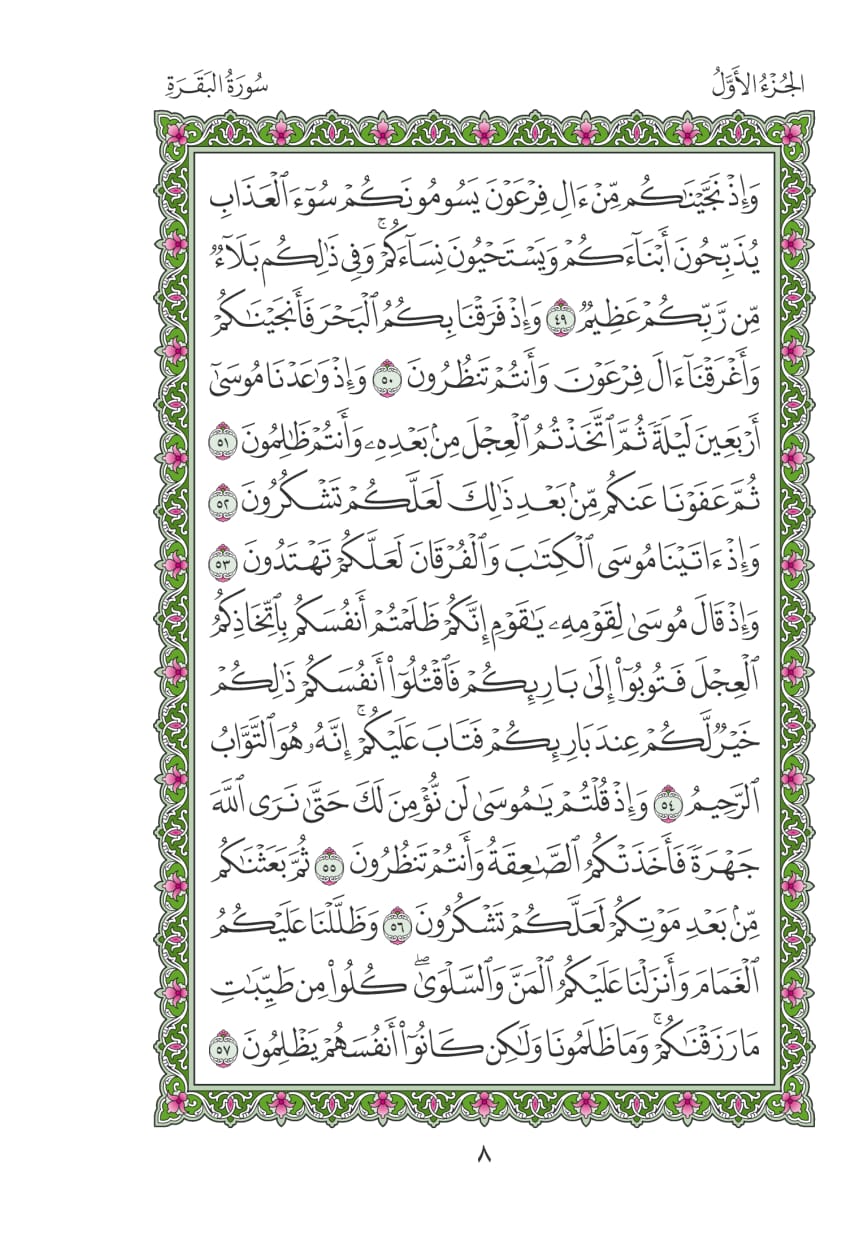 الجُزْءُ الأَوَّلُ
سُورَةُ البَقَرَةِ
وَإِذْ نَجَّيْنَٰكُم مِّنْ ءَالِ فِرْعَوْنَ يَسُومُونَكُمْ سُوٓءَ ٱلْعَذَابِ
يُذَبِّحُونَ أَبْنَآءَكُمْ وَيَسْتَحْيُونَ نِسَآءَكُمْ ۚ وَفِى ذَٰلِكُم بَلَآءٌ
مِّن رَّبِّكُمْ عَظِيمٌ ٤٩ وَإِذْ فَرَقْنَا بِكُمُ ٱلْبَحْرَ فَأَنجَيْنَٰكُمْ
وَأَغْرَقْنَآ ءَالَ فِرْعَوْنَ وَأَنتُمْ تَنظُرُونَ ٥٠ وَإِذْ وَٰعَدْنَا مُوسَىٰٓ
أَرْبَعِينَ لَيْلَةً ثُمَّ ٱتَّخَذْتُمُ ٱلْعِجْلَ مِنۢ بَعْدِهِۦ وَأَنتُمْ ظَٰلِمُونَ ٥١
ثُمَّ عَفَوْنَا عَنكُم مِّنۢ بَعْدِ ذَٰلِكَ لَعَلَّكُمْ تَشْكُرُونَ ٥٢
وَإِذْ ءَاتَيْنَا مُوسَى ٱلْكِتَٰبَ وَٱلْفُرْقَانَ لَعَلَّكُمْ تَهْتَدُونَ ٥٣
وَإِذْ قَالَ مُوسَىٰ لِقَوْمِهِۦ يَٰقَوْمِ إِنَّكُمْ ظَلَمْتُمْ أَنفُسَكُم بِٱتِّخَاذِكُمُ
ٱلْعِجْلَ فَتُوبُوٓا۟ إِلَىٰ بَارِئِكُمْ فَٱقْتُلُوٓا۟ أَنفُسَكُمْ ذَٰلِكُمْ
خَيْرٌ لَّكُمْ عِندَ بَارِئِكُمْ فَتَابَ عَلَيْكُمْ ۚ إِنَّهُۥ هُوَ ٱلتَّوَّابُ
ٱلرَّحِيمُ ٥٤ وَإِذْ قُلْتُمْ يَٰمُوسَىٰ لَن نُّؤْمِنَ لَكَ حَتَّىٰ نَرَى ٱللَّهَ
جَهْرَةً فَأَخَذَتْكُمُ ٱلصَّٰعِقَةُ وَأَنتُمْ تَنظُرُونَ ٥٥ ثُمَّ بَعَثْنَٰكُم
مِّنۢ بَعْدِ مَوْتِكُمْ لَعَلَّكُمْ تَشْكُرُونَ ٥٦ وَظَلَّلْنَا عَلَيْكُمُ
ٱلْغَمَامَ وَأَنزَلْنَا عَلَيْكُمُ ٱلْمَنَّ وَٱلسَّلْوَىٰ ۖ كُلُوا۟ مِن طَيِّبَٰتِ
مَا رَزَقْنَٰكُمْ ۚ وَمَا ظَلَمُونَا وَلَٰكِن كَانُوٓا۟ أَنفُسَهُمْ يَظْلِمُونَ ٥٧
٨